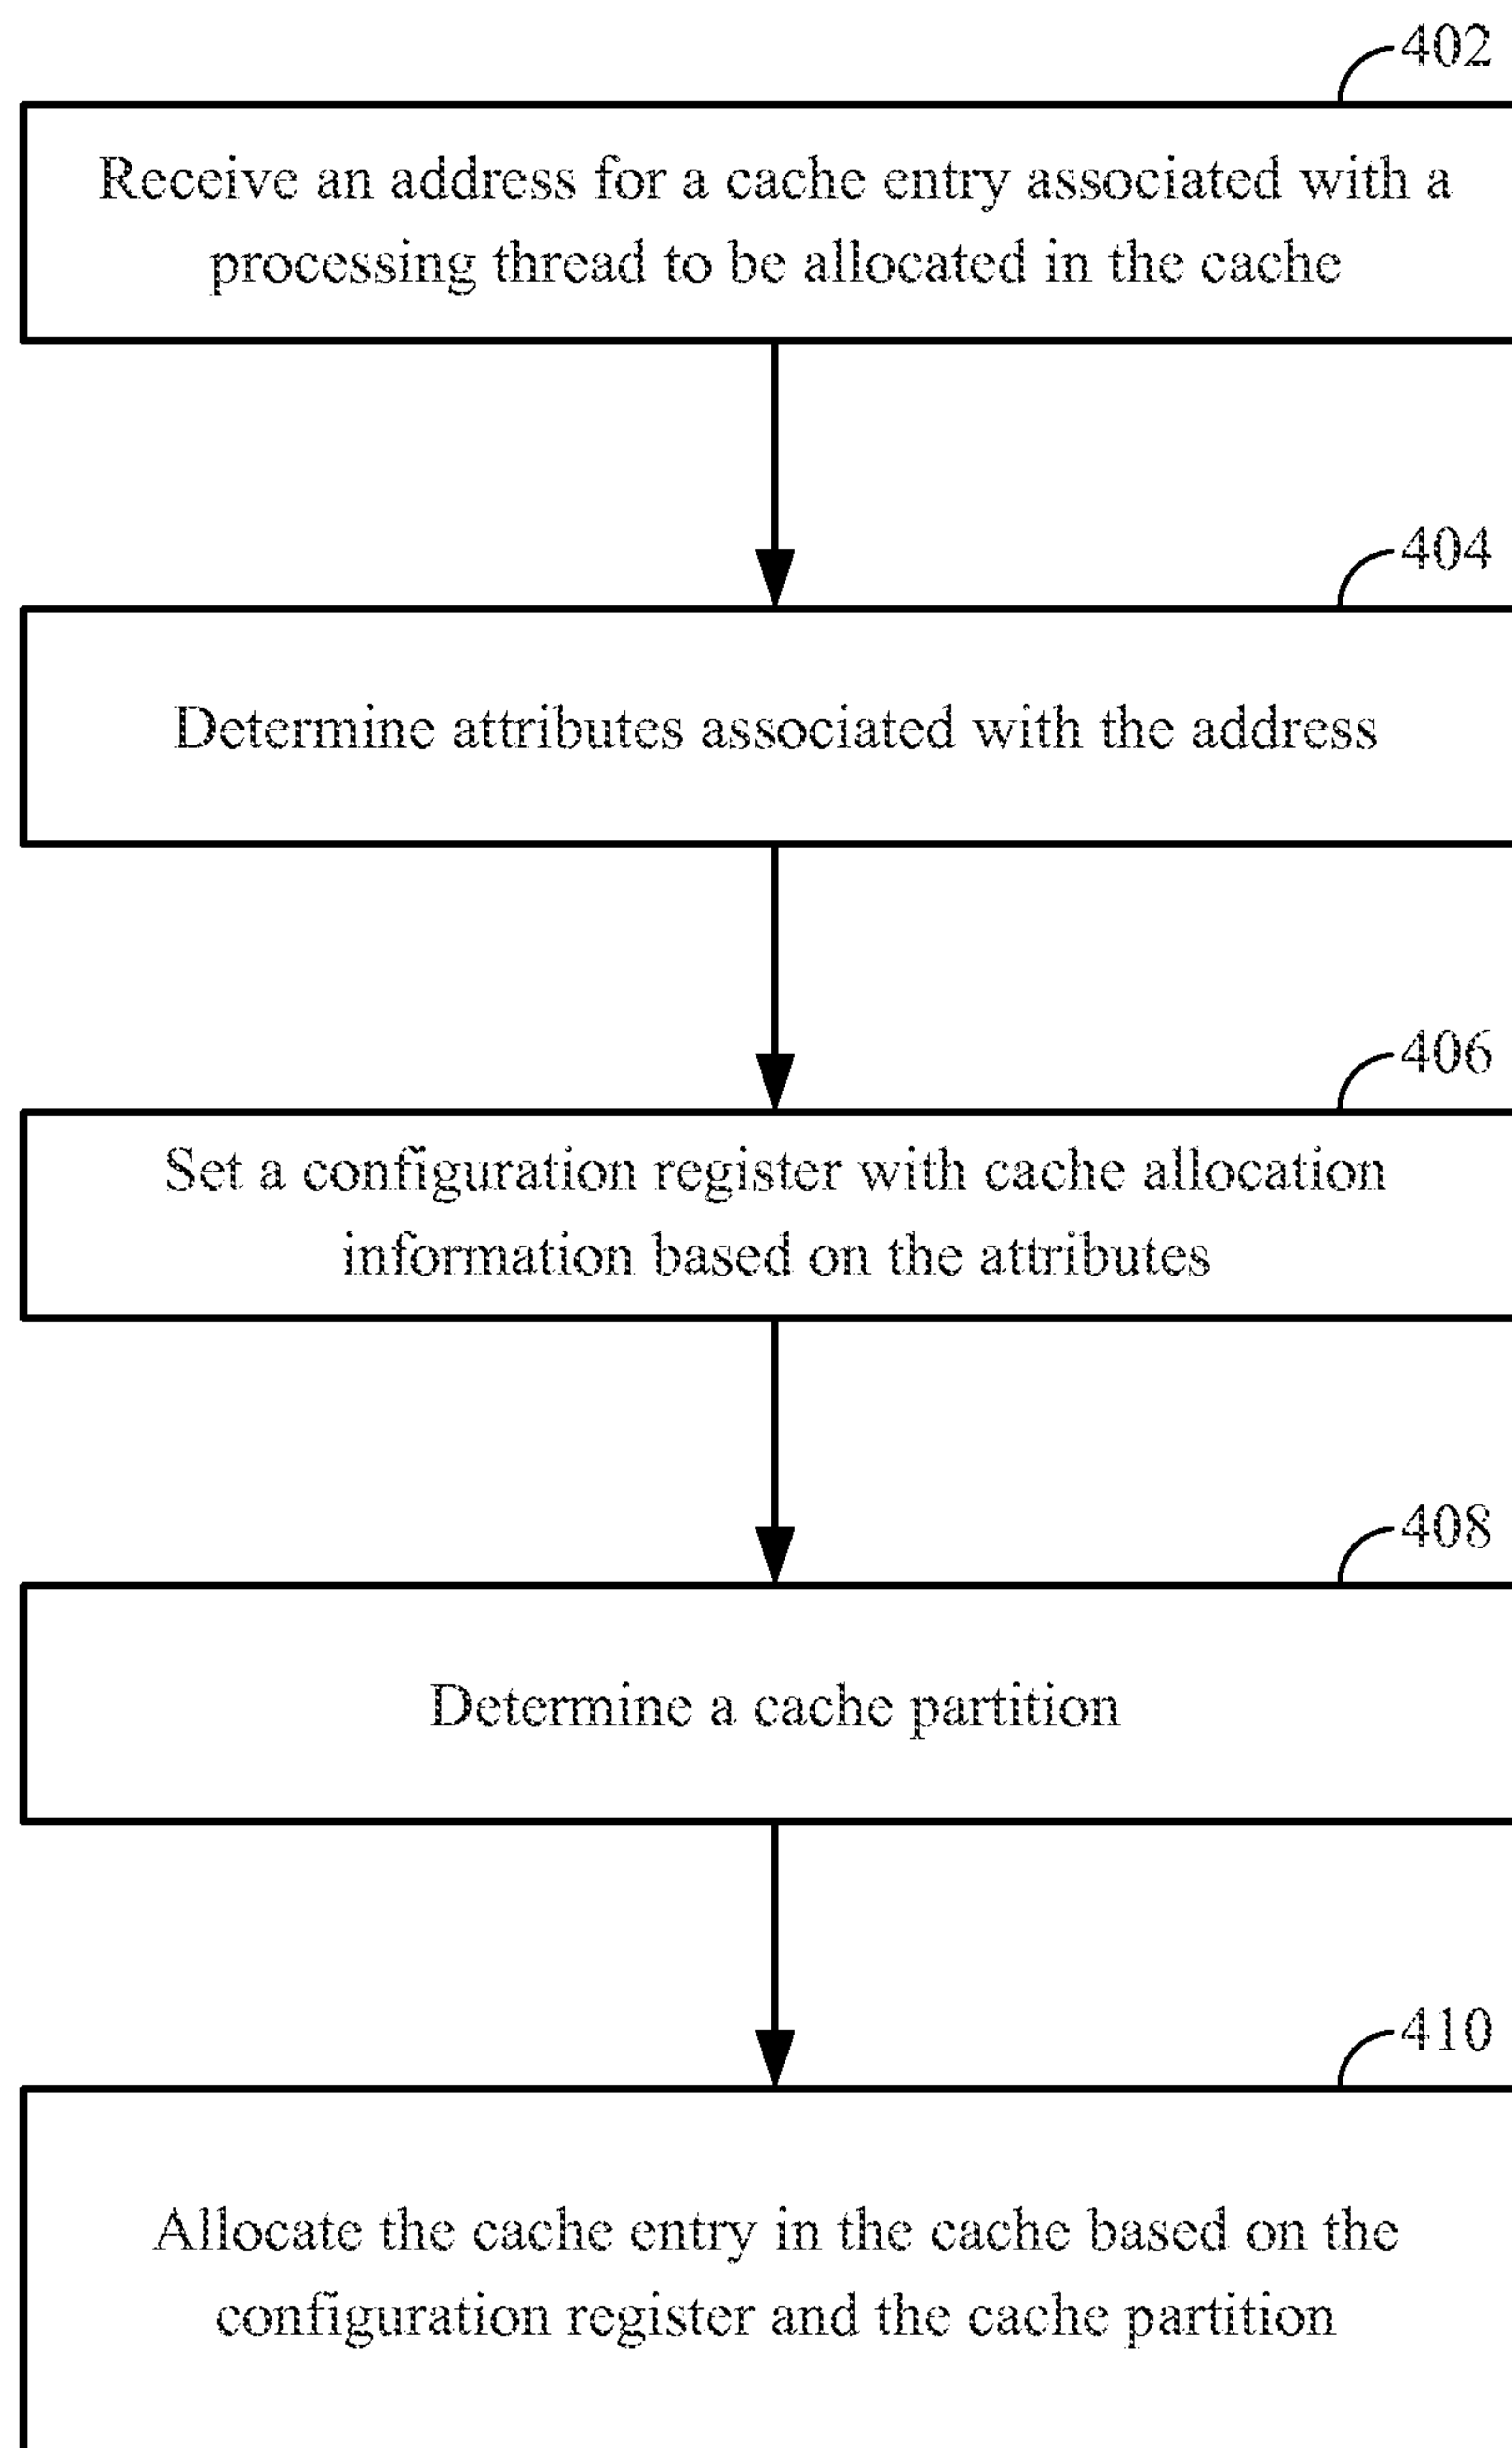 402
Receive an address for a cache entry associated with a
processing thread to be allocated in the cache
404
Determine attributes associated with the address
406
Set a configuration register with cache allocation
information based on the attributes
408
Determine a cache partition
410
Allocate the cache entry in the cache based on the
configuration register and the cache partition